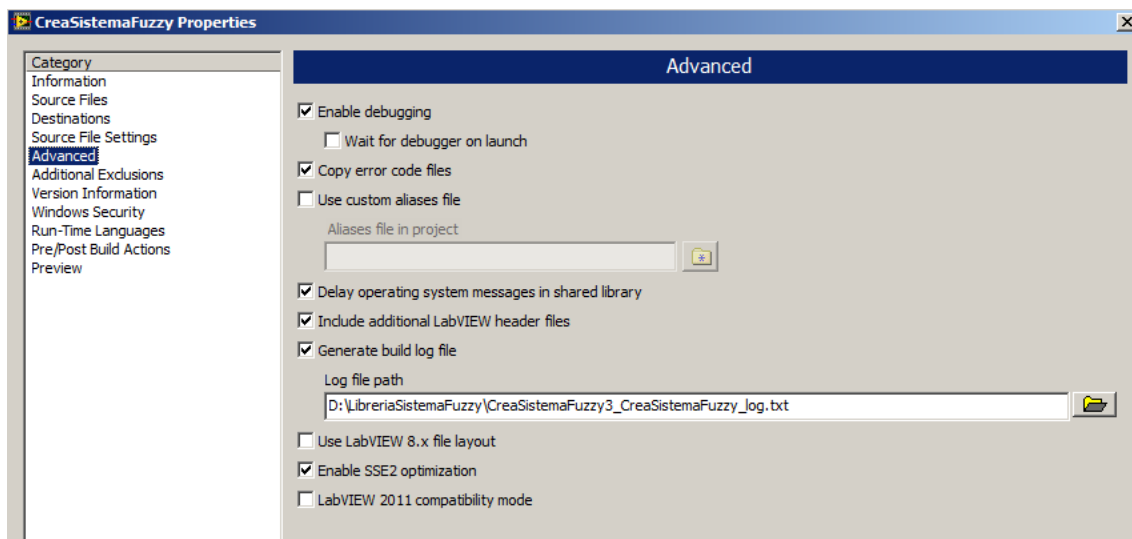 CreaSistemaFuzzy Properties
Category
Information
Source Files
Destinations
Source File Settings
Advanced
Additional Exclusions
Version Information
Windows Security
Run-Time Languages
Pre/Post Build Actions
Preview
Advanced
Enable debugging
Wait for debugger on launch
Copy error code files
Use custom aliases file
Aliases file in project
Delay operating system messages in shared library
Include additional LabVIEW header files
Generate build log file
Log file path
D:\LibreriaSistemaFuzzy\CreaSistemaFuzzy3_CreaSistemaFuzzy_log.txt
Use LabVIEW 8.x file layout
Enable SSE2 optimization
LabVIEW 2011 compatibility mode